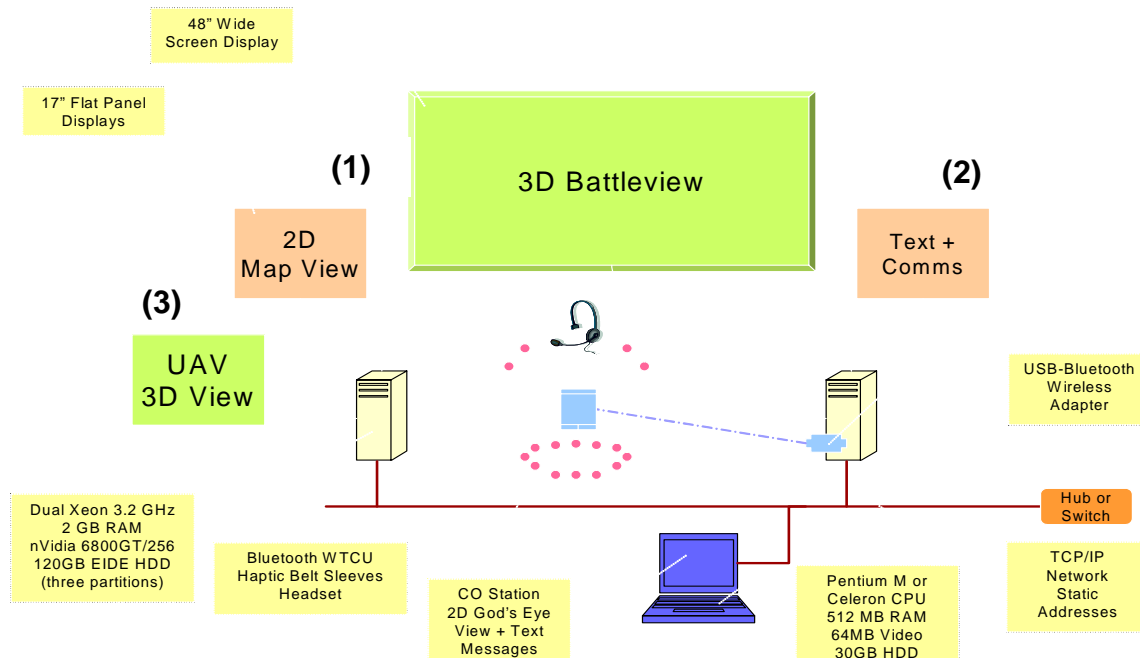 48” Wide
Screen Display
17” Flat Panel
Displays
(1)
3D Battleview
(2)
2D
Map View
Text +
Comms
(3)
UAV
3D View
USB-Bluetooth
Wireless
Adapter
Hub or
Switch
Dual Xeon 3.2 GHz
2 GB RAM
nVidia 6800GT/256
120GB EIDE HDD
(three partitions)
Bluetooth WTCU
Haptic Belt Sleeves
Headset
CO Station
2D God’s Eye
View + Text
Messages
Pentium M or
Celeron CPU
512 MB RAM
64MB Video
30GB HDD
TCP/IP
Network
Static
Addresses